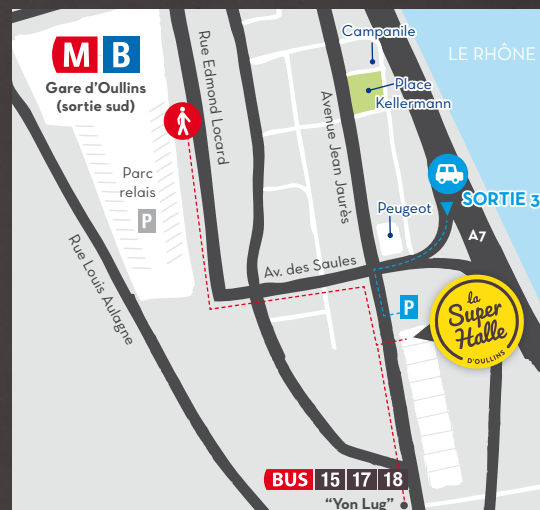 M B
Gare d'Oullins
(sortie sud)
Parc
relais
P
Rue Edmond Locard
Rue Louis Aulagne
Campanile
Place
Kellermann
Avenue Jean Jaurès
LE RHÔNE
SORTIE 3
A7
Peugeot
Av. des Saules
P
la
Super
Halle
D'OULLINS
BUS 15 17 18
“Yon Lug”